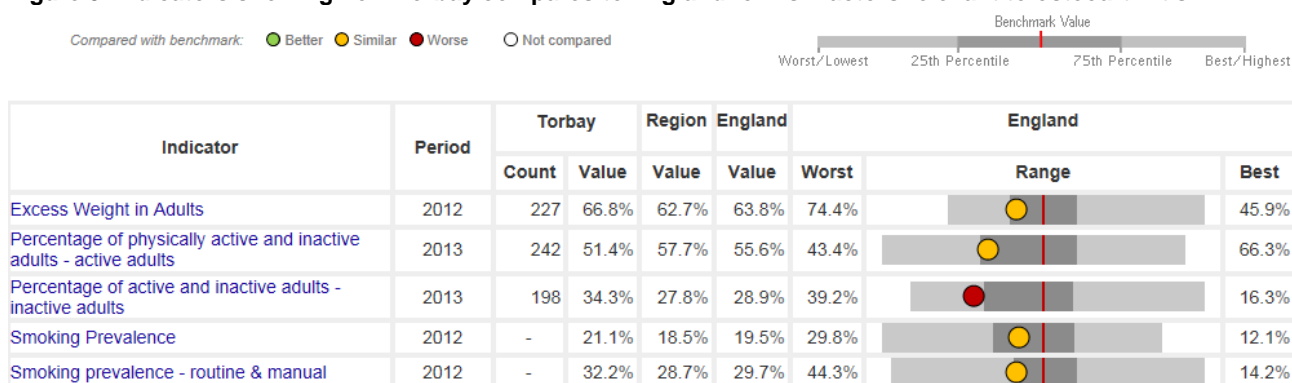 Benchmark Value
Compared with benchmark: Better Similar Worse Not compared
Worst/Lowest 25th Percentile 75th Percentile Best/Highest
Indicator Period Torbay Region England England
Count Value Value Value Worst Range Best
Excess Weight in Adults 2012 227 66.8% 62.7% 63.8% 74.4% 45.9%
Percentage of physically active and inactive
adults - active adults 2013 242 51.4% 57.7% 55.6% 43.4% 66.3%
Percentage of active and inactive adults -
inactive adults 2013 198 34.3% 27.8% 28.9% 39.2% 16.3%
Smoking Prevalence 2012 - 21.1% 18.5% 19.5% 29.8% 12.1%
Smoking prevalence - routine & manual 2012 - 32.2% 28.7% 29.7% 44.3% 14.2%